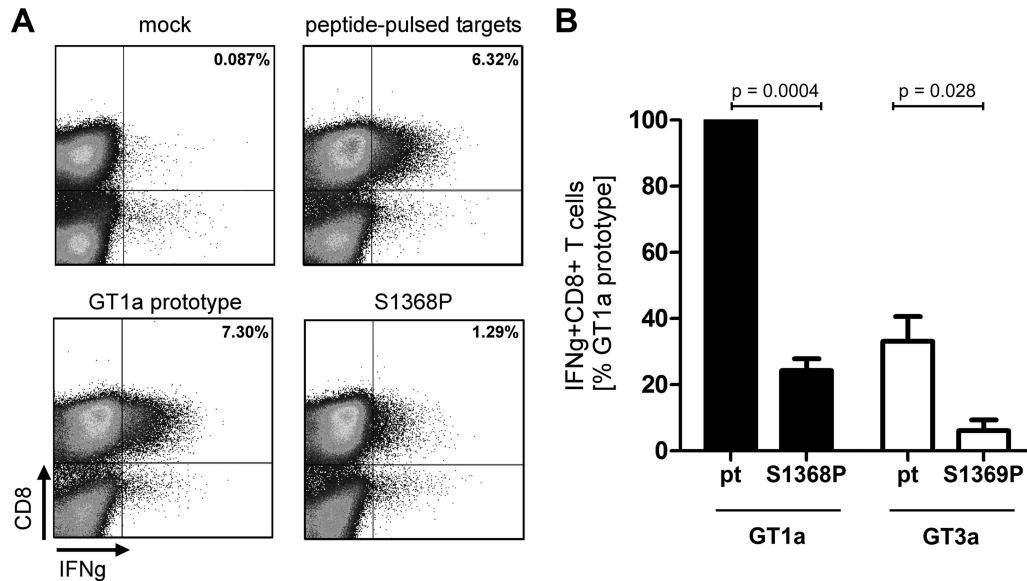 A
mock
0.087%
peptide-pulsed targets
6.32%
GT1a prototype
7.30%
S1368P
1.29%
CD8
IFNg
B
p = 0.0004
p = 0.028
IFNg+CD8+ T cells
[% GT1a prototype]
100
80
60
40
20
0
pt
S1368P
pt
S1369P
GT1a
GT3a